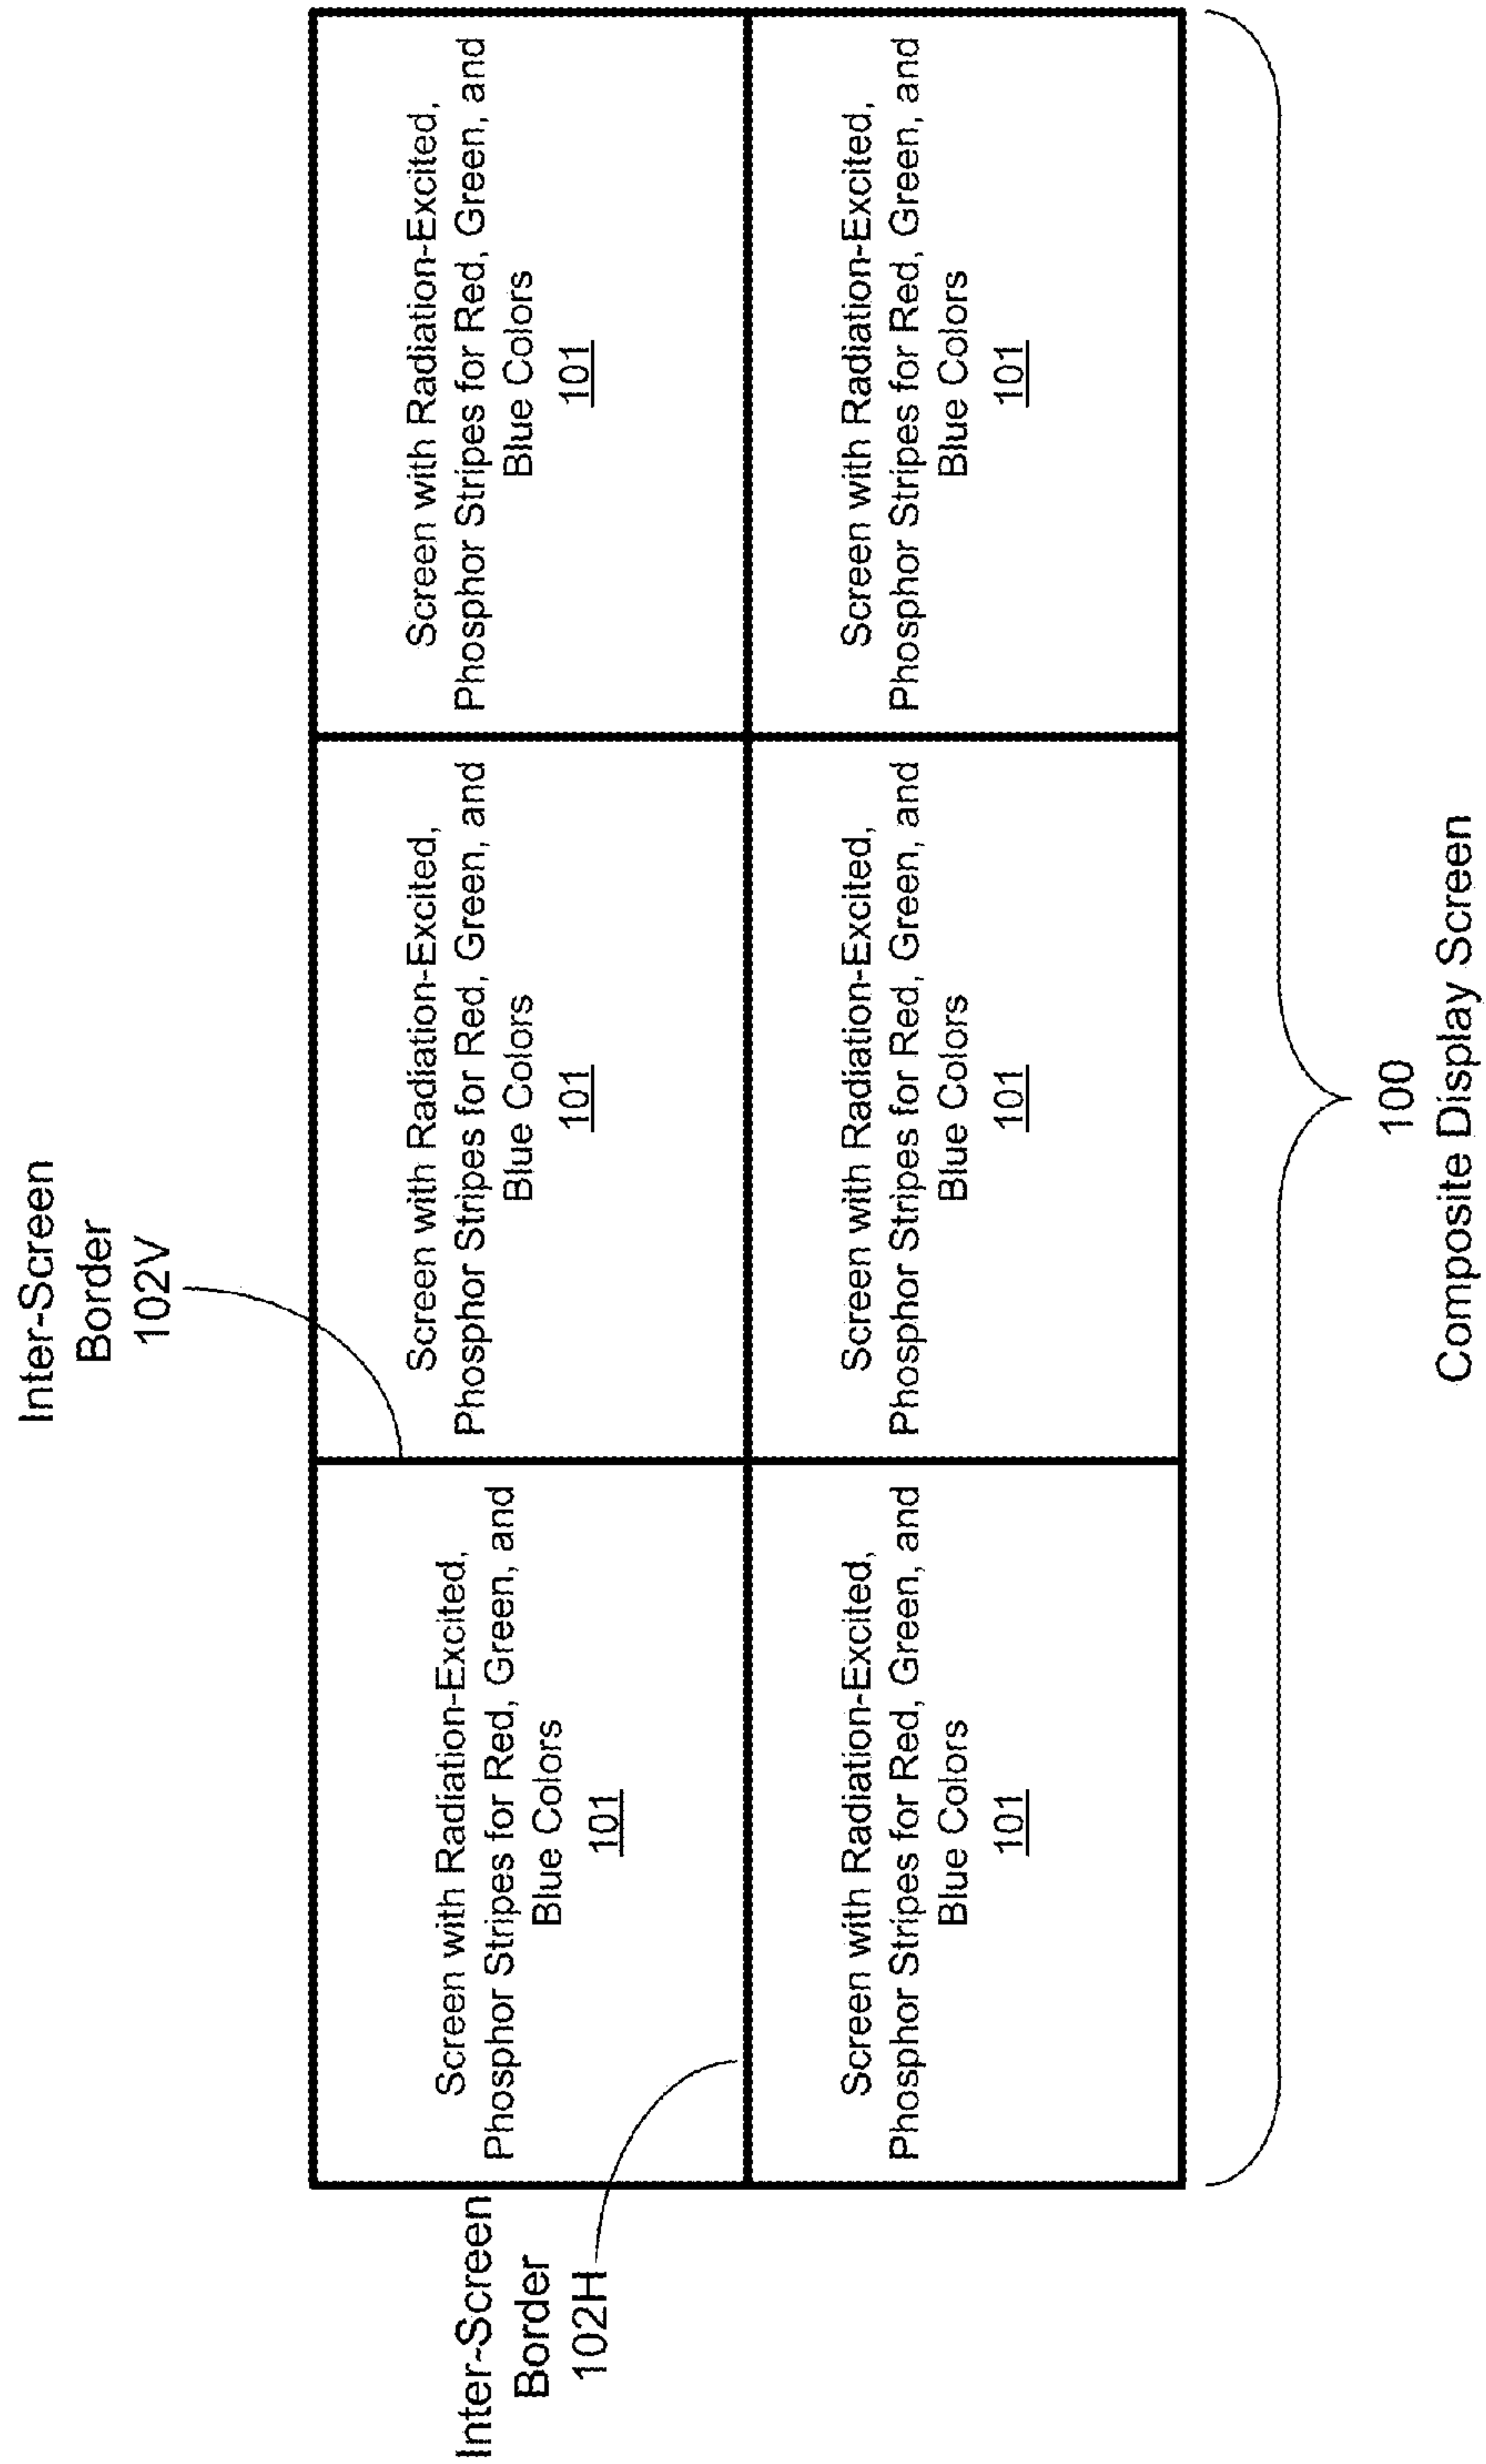 Inter-Screen
Border
102V
Inter-Screen
Border
102H
Screen with Radiation-Excited,
Phosphor Stripes for Red, Green, and
Blue Colors
101
Screen with Radiation-Excited,
Phosphor Stripes for Red, Green, and
Blue Colors
101
Screen with Radiation-Excited,
Phosphor Stripes for Red, Green, and
Blue Colors
101
Screen with Radiation-Excited,
Phosphor Stripes for Red, Green, and
Blue Colors
101
Screen with Radiation-Excited,
Phosphor Stripes for Red, Green, and
Blue Colors
101
Screen with Radiation-Excited,
Phosphor Stripes for Red, Green, and
Blue Colors
101
100
Composite Display Screen